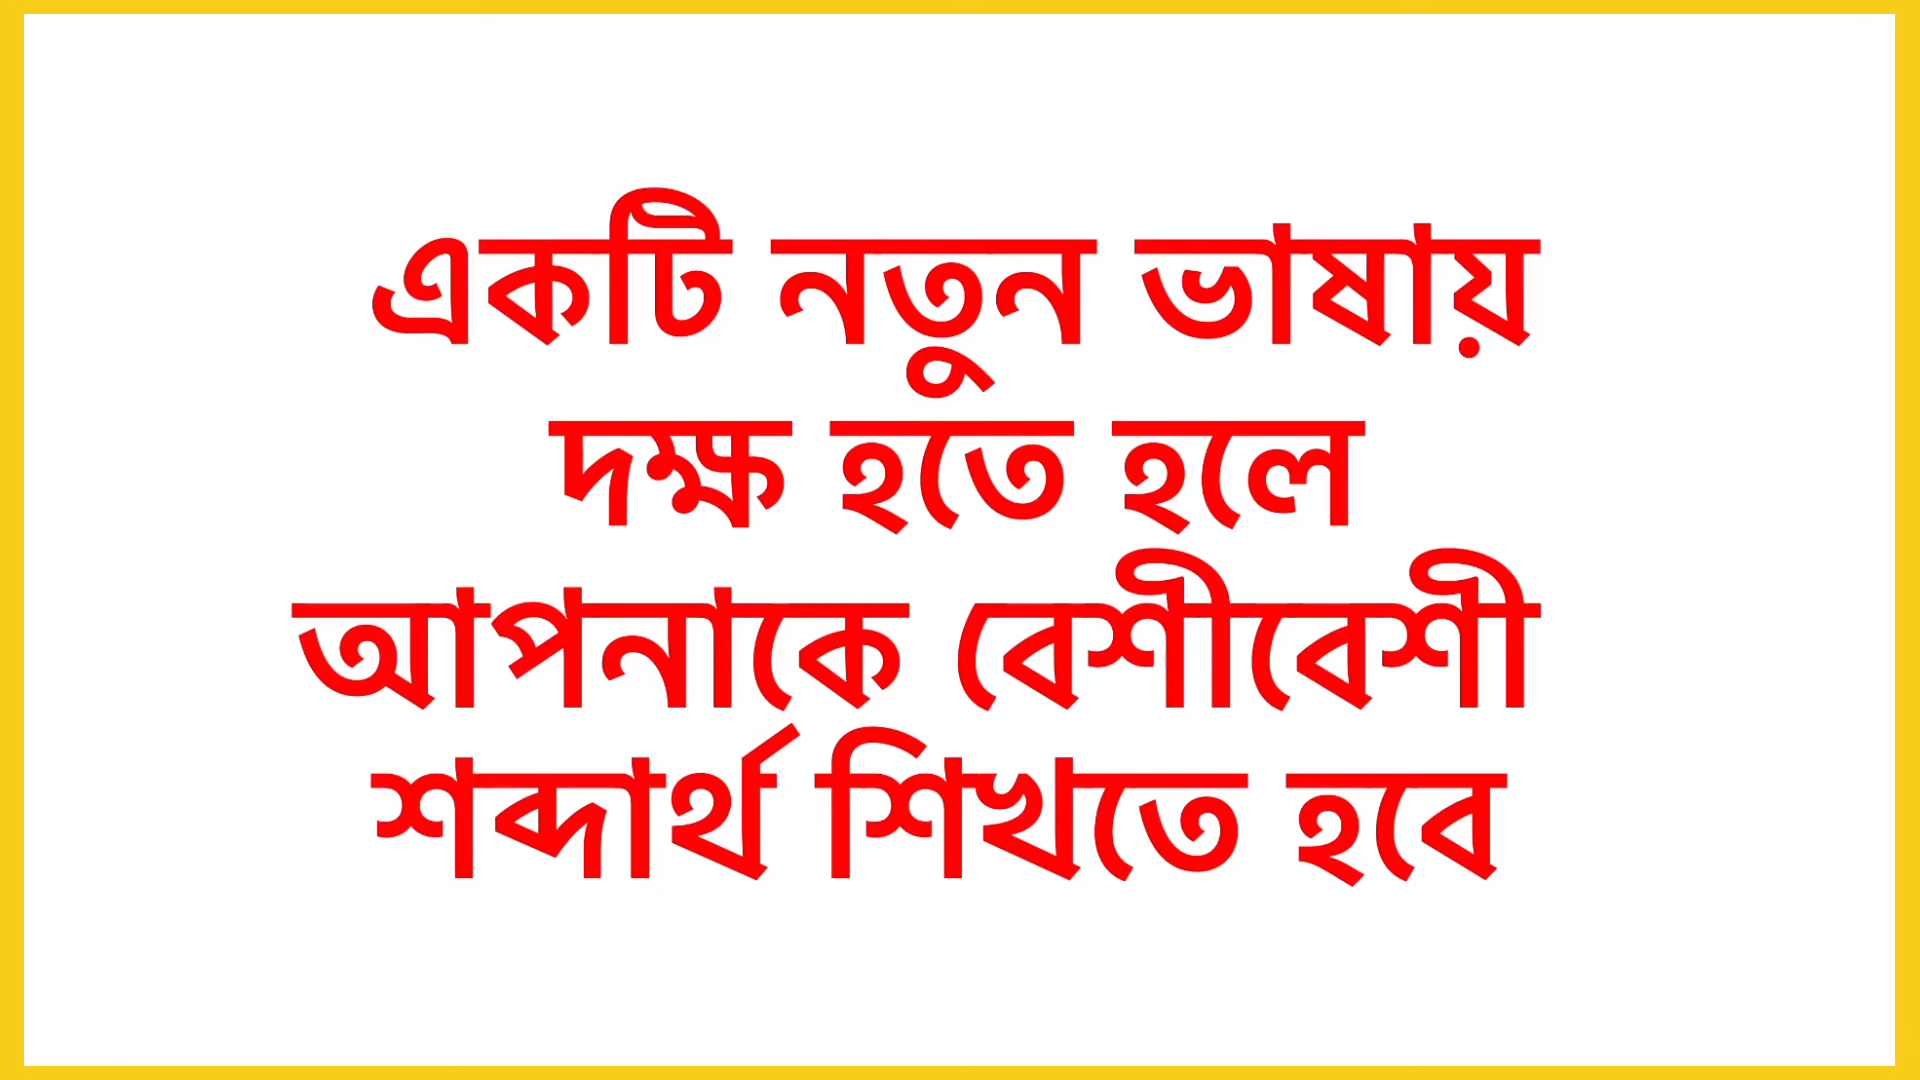 একটি নতুন ভাষায়
দক্ষ হতে হলে
আপনাকে বেশীবেশী
শব্দার্থ শিখতে হবে